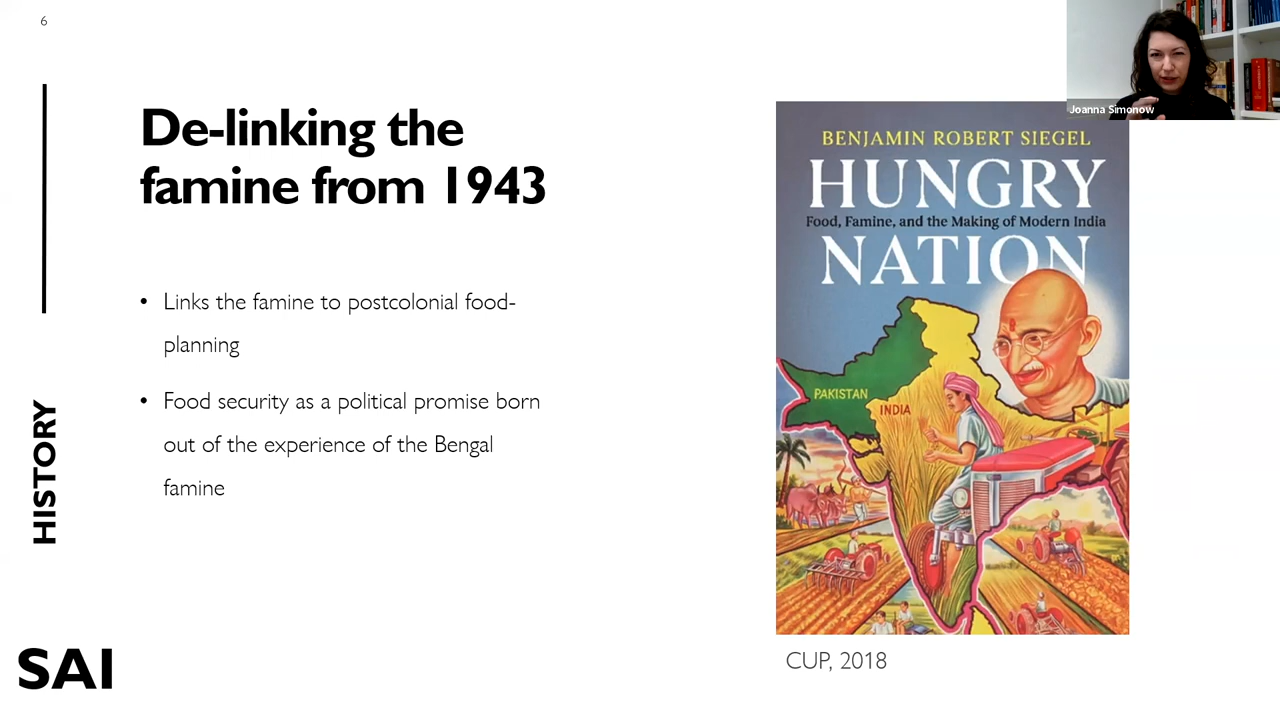 6
De-linking the
famine from 1943
• Links the famine to postcolonial food-
planning
• Food security as a political promise born
out of the experience of the Bengal
famine
HISTORY
SAI
Joanna Simonow
BENJAMIN ROBERT SIEGEL
HUNGRY
Food, Famine, and the Making of Modern India
NATION
PAKISTAN
INDIA
CUP, 2018